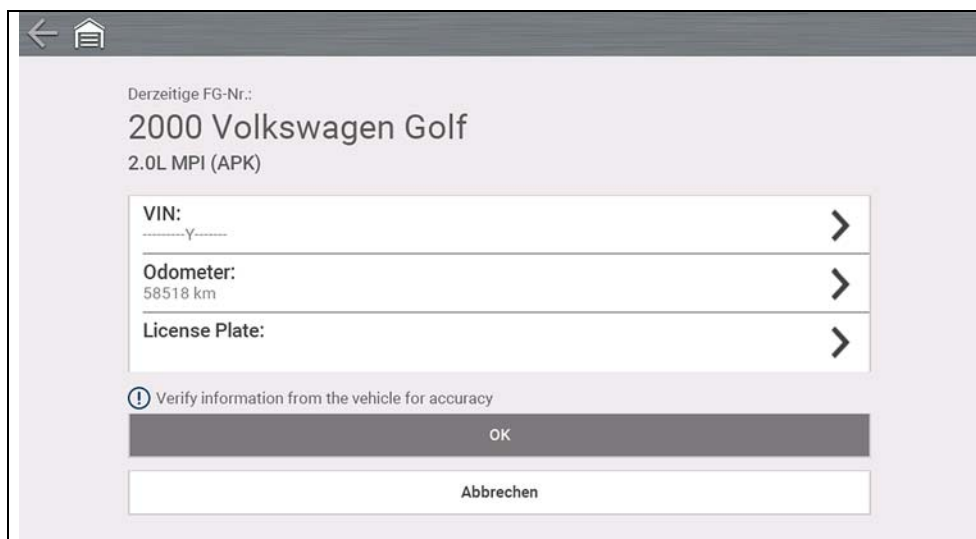 Derzeitige FG-Nr.:
2000 Volkswagen Golf
2.0L MPI (APK)
VIN:
---------Y-------
Odometer:
58518 km
License Plate:
Verify information from the vehicle for accuracy
OK
Abbrechen